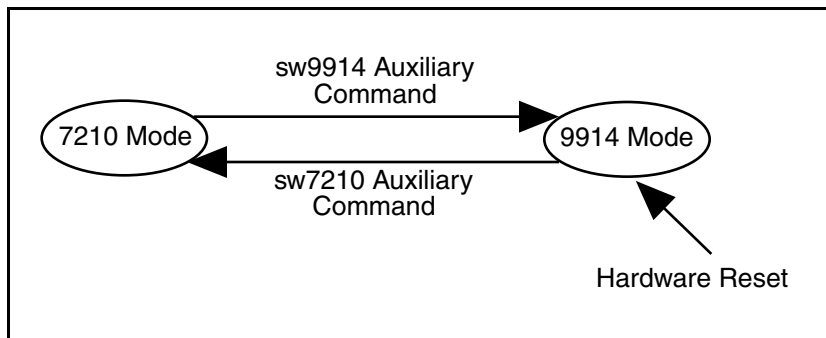 sw9914 Auxiliary
Command
7210 Mode
9914 Mode
sw7210 Auxiliary
Command
Hardware Reset